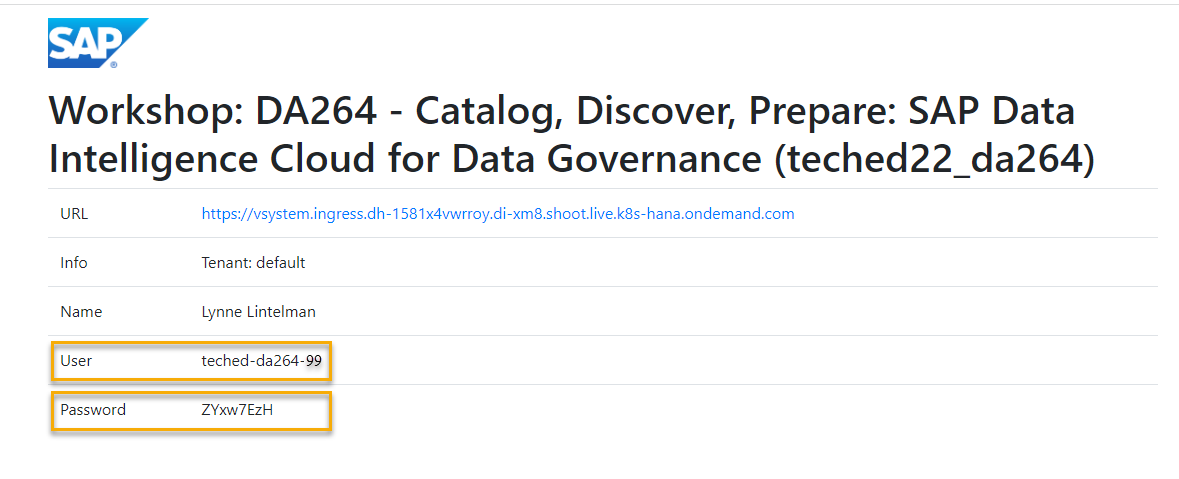 SAP
Workshop: DA264 - Catalog, Discover, Prepare: SAP Data
Intelligence Cloud for Data Governance (teched22_da264)
URL https://vsystem.ingress.dh-1581x4vwrroy.di-xm8.shoot.live.k8s-hana.ondemand.com
Info Tenant: default
Name Lynne Lintelman
User teched-da264-99
Password ZYxw7EzH